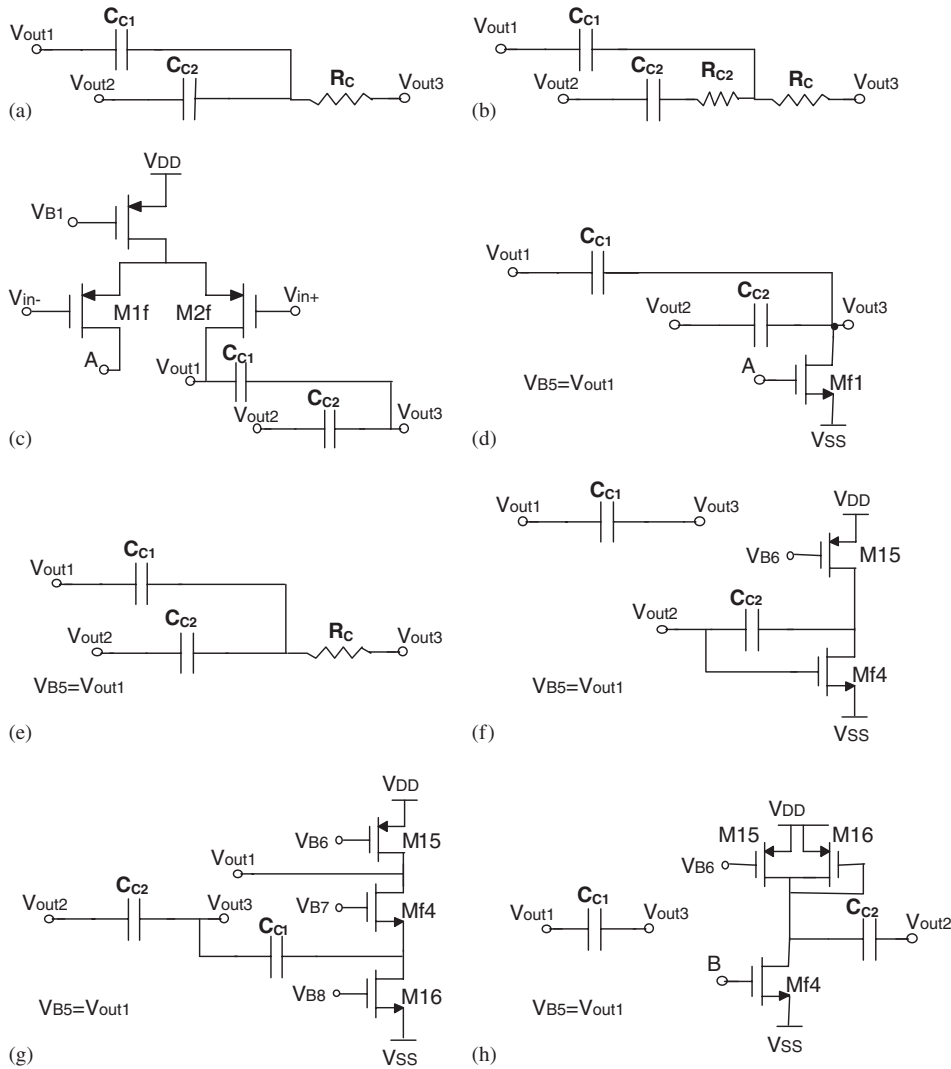 Vout1
CC1
Vout2
CC2
RC
Vout3
(a)
Vout1
CC1
Vout2
CC2
RC2
RC
Vout3
(b)
VDD
VB1
Vin-
M1f
M2f
Vin+
A
Vout1
CC1
Vout2
CC2
Vout3
(c)
Vout1
CC1
Vout2
CC2
Vout3
A
Mf1
VB5=Vout1
VSS
(d)
Vout1
CC1
Vout2
CC2
RC
Vout3
VB5=Vout1
(e)
Vout1
CC1
Vout3
VDD
VB6
M15
Vout2
CC2
Mf4
VB5=Vout1
VSS
(f)
VDD
VB6
M15
Vout1
CC2
Vout2
Vout3
VB7
Mf4
CC1
VB8
M16
VB5=Vout1
VSS
(g)
VDD
M15
M16
VB6
CC1
Vout1
Vout3
CC2
Vout2
B
Mf4
VB5=Vout1
VSS
(h)